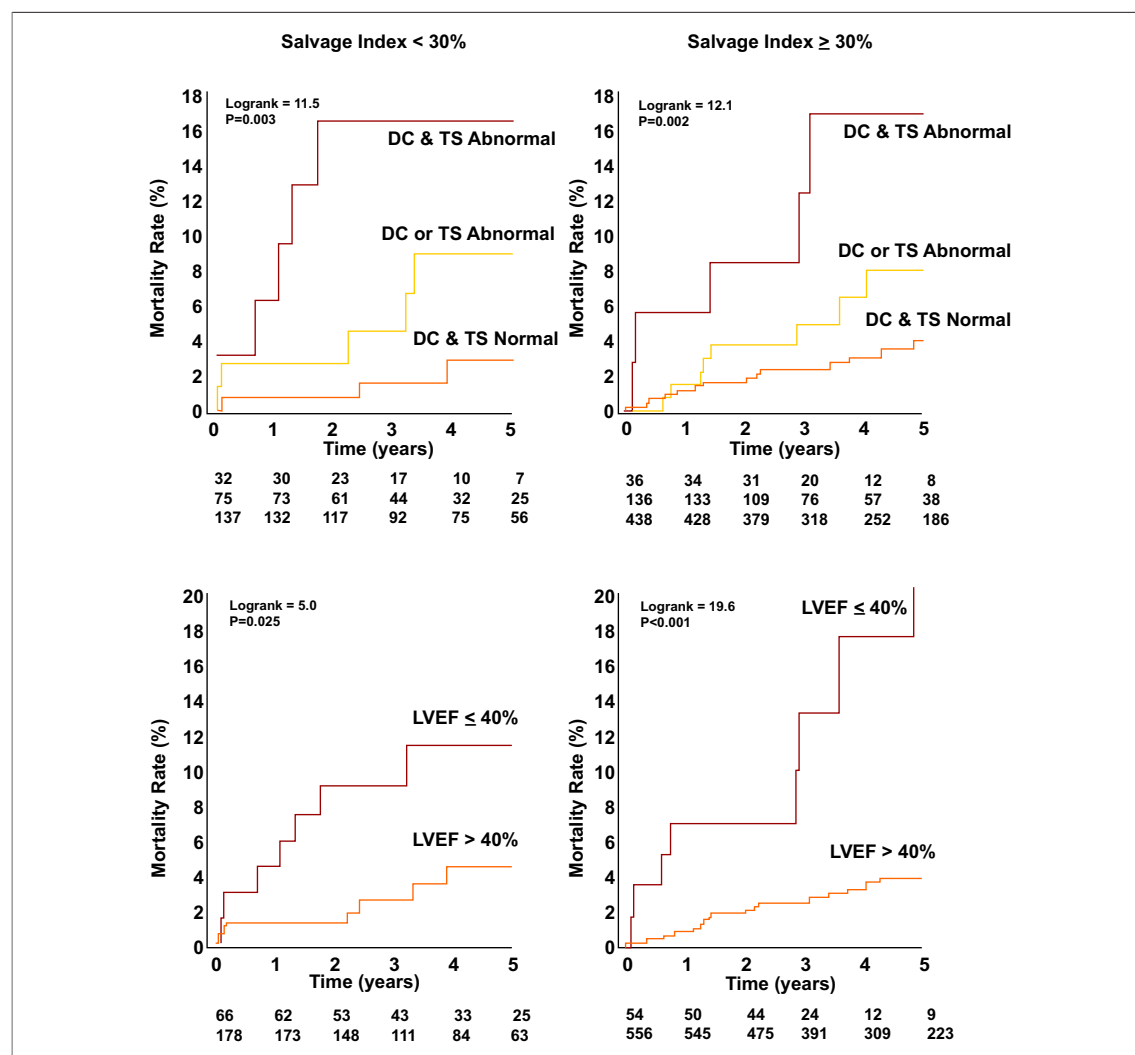 Salvage Index < 30%
Salvage Index ≥ 30%
Logrank = 11.5
P=0.003
DC & TS Abnormal
DC or TS Abnormal
DC & TS Normal
Mortality Rate (%)
18
16
14
12
10
8
6
4
2
0
0 1 2 3 4 5
Time (years)
32 30 23 17 10 7
75 73 61 44 32 25
137 132 117 92 75 56
Logrank = 12.1
P=0.002
DC & TS Abnormal
DC or TS Abnormal
DC & TS Normal
Mortality Rate (%)
18
16
14
12
10
8
6
4
2
0
0 1 2 3 4 5
Time (years)
36 34 31 20 12 8
136 133 109 76 57 38
438 428 379 318 252 186
Logrank = 5.0
P=0.025
LVEF ≤ 40%
LVEF > 40%
Mortality Rate (%)
20
18
16
14
12
10
8
6
4
2
0
0 1 2 3 4 5
Time (years)
66 62 53 43 33 25
178 173 148 111 84 63
Logrank = 19.6
P<0.001
LVEF ≤ 40%
LVEF > 40%
Mortality Rate (%)
20
18
16
14
12
10
8
6
4
2
0
0 1 2 3 4 5
Time (years)
54 50 44 24 12 9
556 545 475 391 309 223